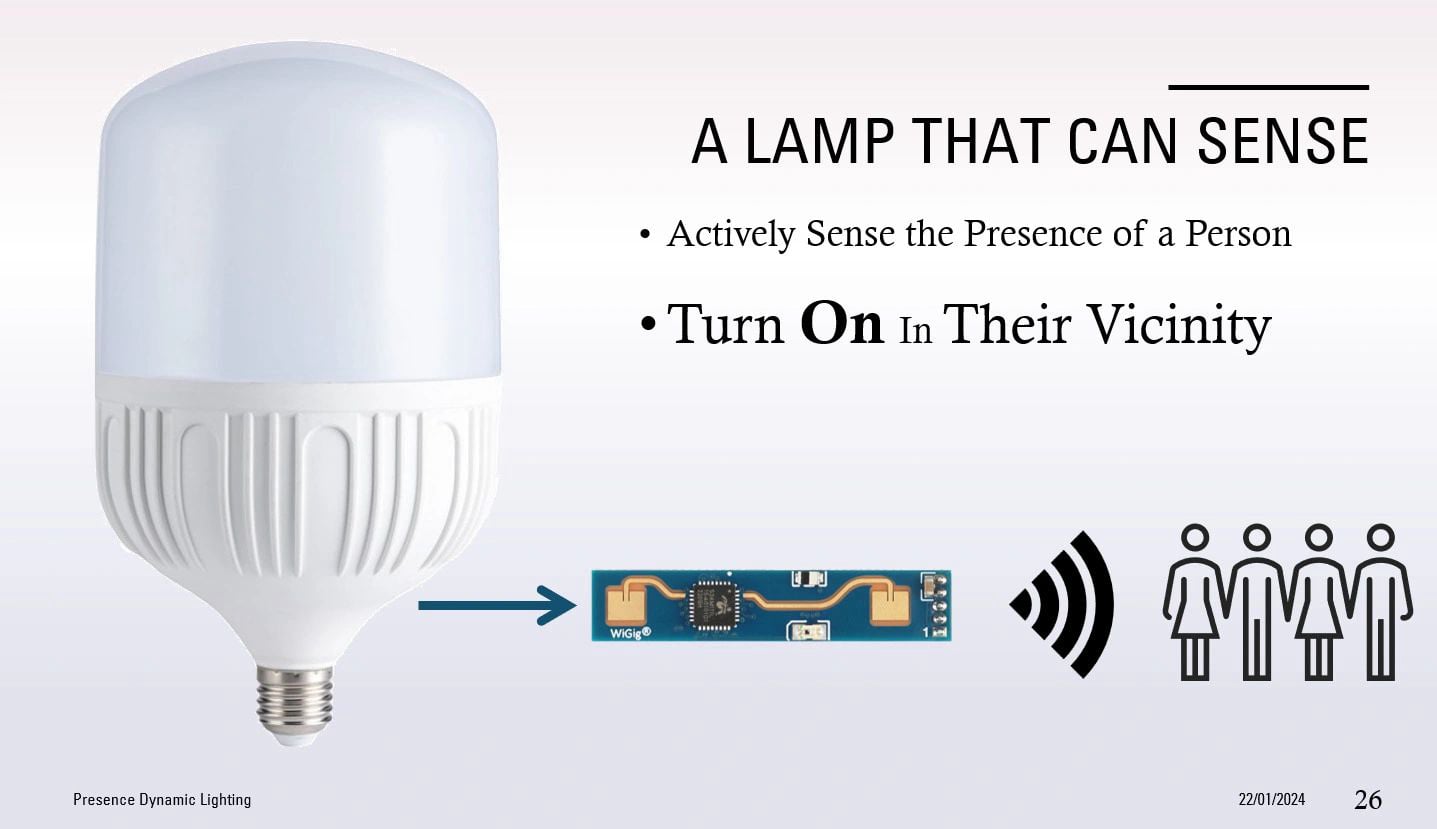 A LAMP THAT CAN SENSE
• Actively Sense the Presence of a Person
• Turn On In Their Vicinity
WiGig®
1
Presence Dynamic Lighting
22/01/2024
26